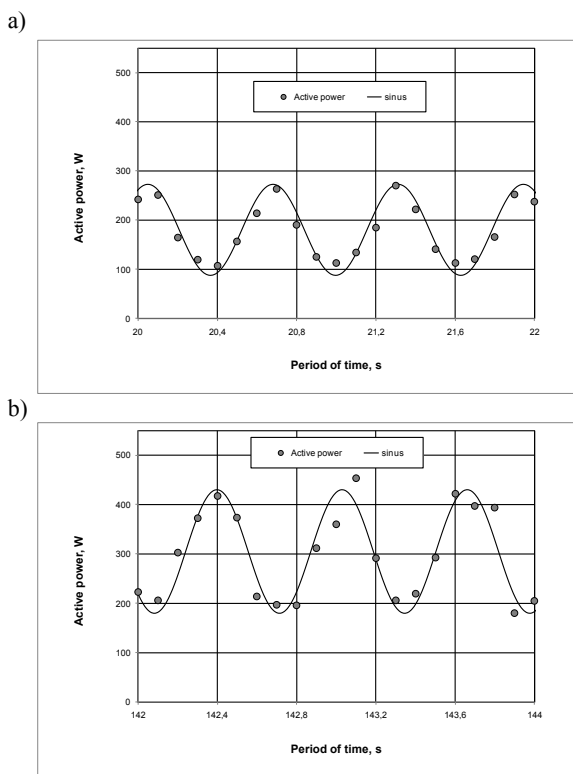 a)
500
Active power
sinus
400
300
200
100
0
20
20,4
20,8
21,2
21,6
22
Active power, W
Period of time, s
b)
500
Active power
sinus
400
300
200
100
0
142
142,4
142,8
143,2
143,6
144
Active power, W
Period of time, s